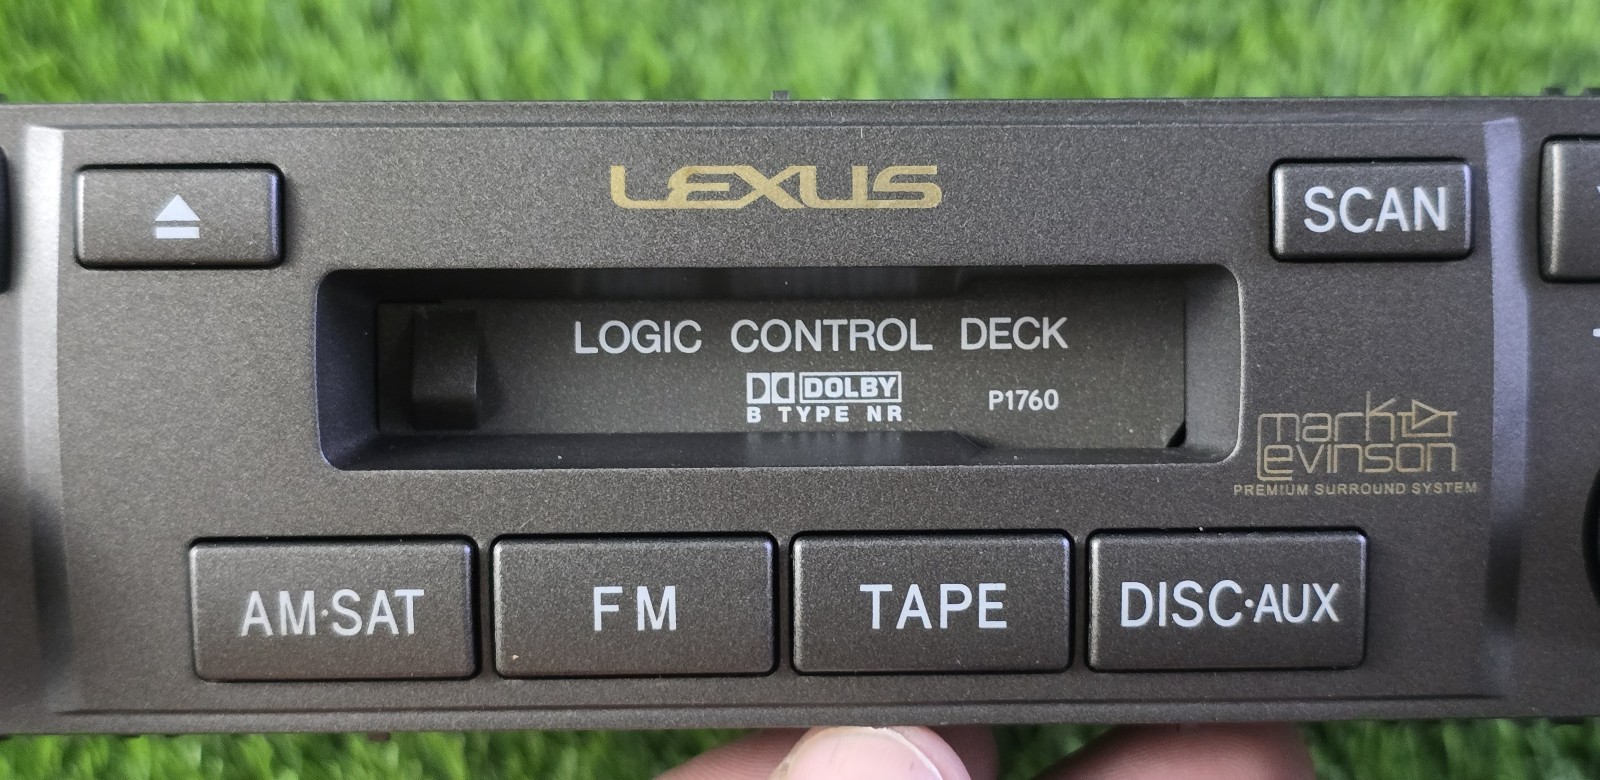 LEXUS
SCAN
LOGIC CONTROL DECK
DOLBY
B TYPE NR
P1760
mark
Levinson
PREMIUM SURROUND SYSTEM
AM·SAT
FM
TAPE
DISC·AUX